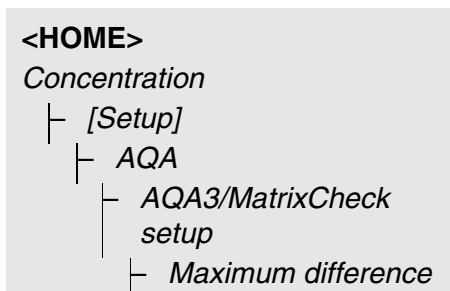 <HOME>
Concentration
[Setup]
AQA
AQA3/MatrixCheck
setup
Maximum difference